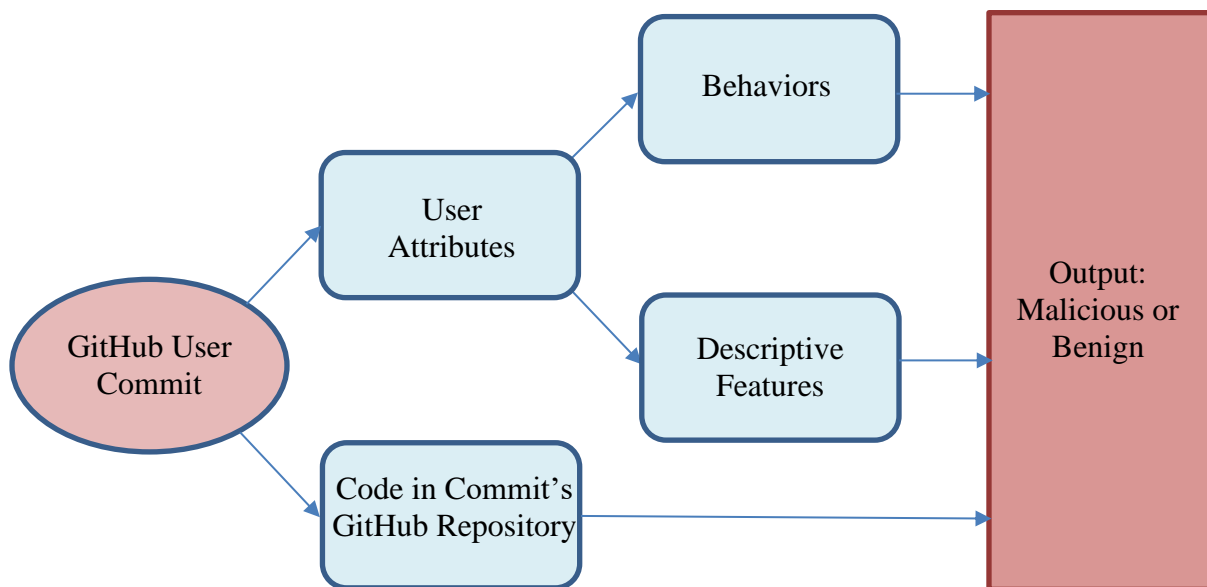 Behaviors
User
Attributes
Output:
Malicious or
Benign
GitHub User
Commit
Descriptive
Features
Code in Commit’s
GitHub Repository